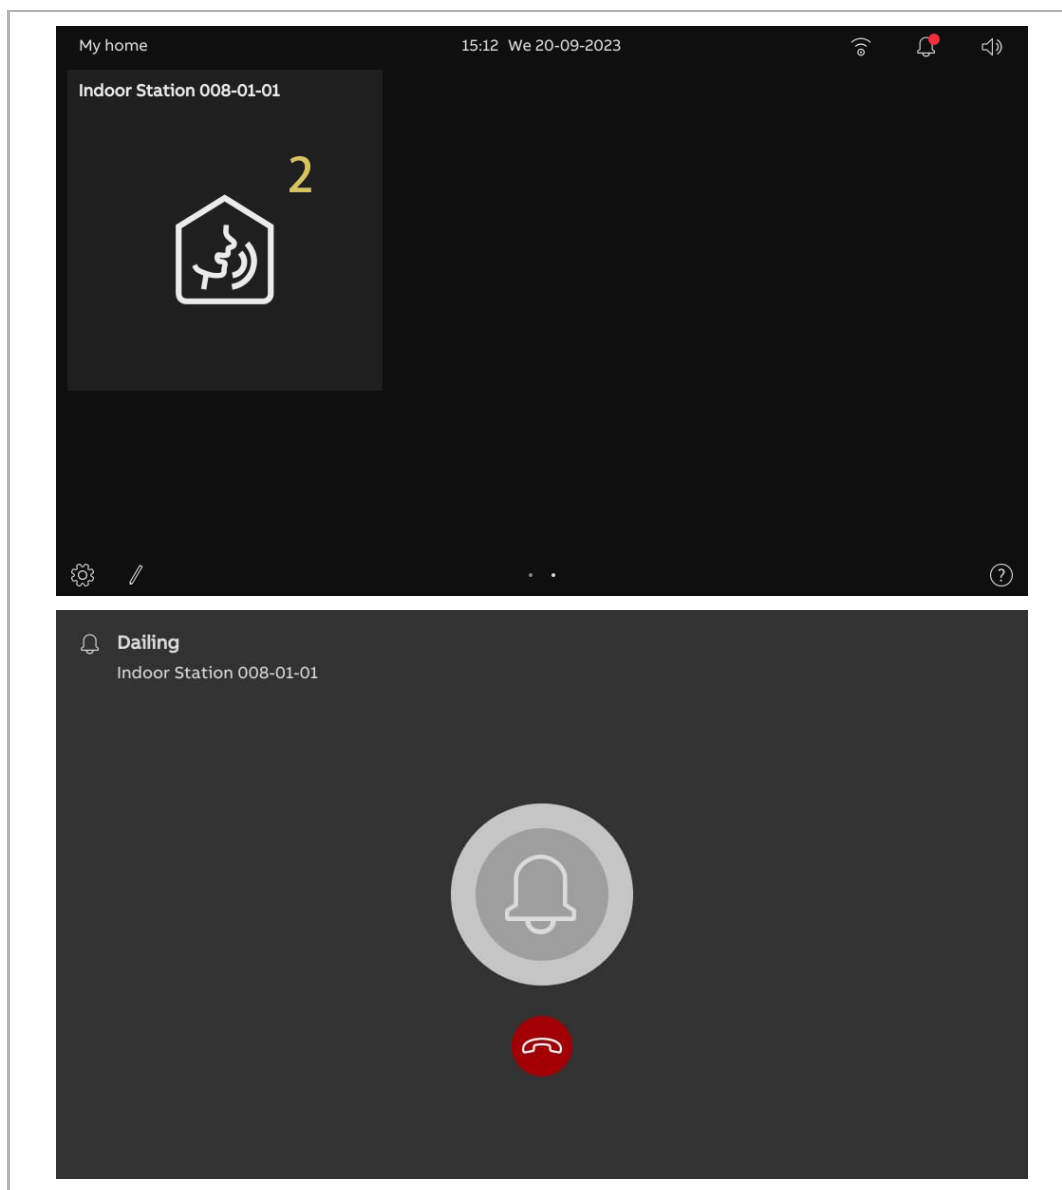 My home 15:12 We 20-09-2023
Indoor Station 008-01-01
2
?
Dailing
Indoor Station 008-01-01